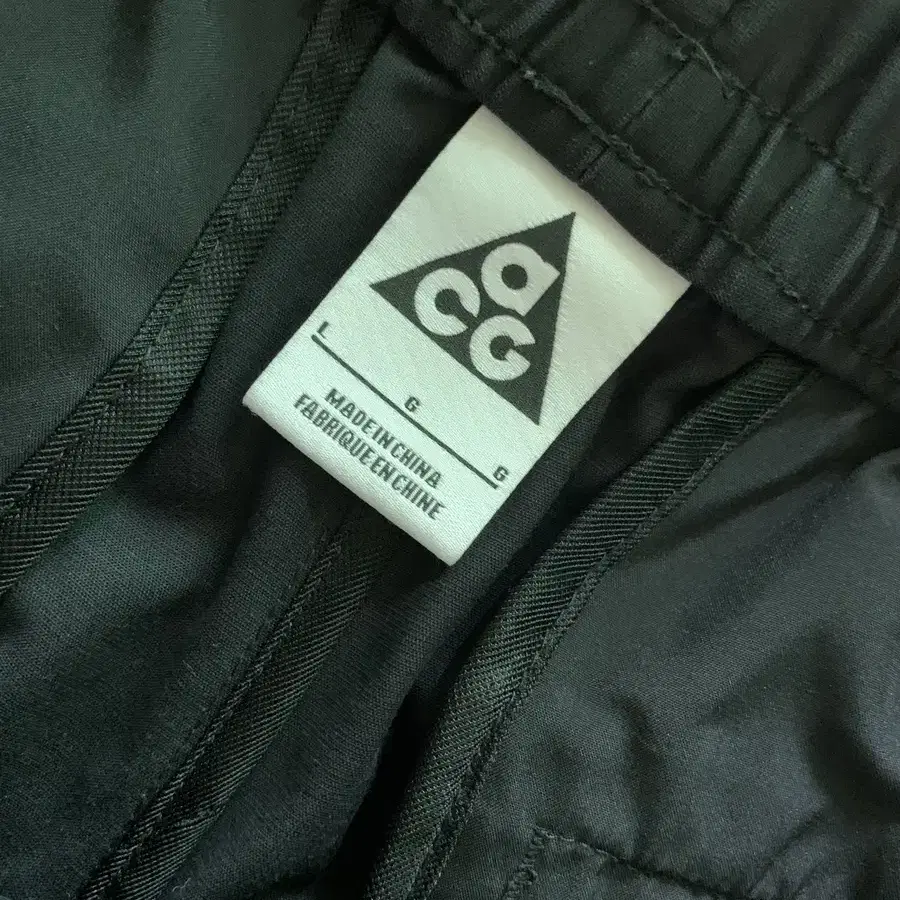 acg
L G G
MADE IN CHINA
FABRIQUE EN CHINE